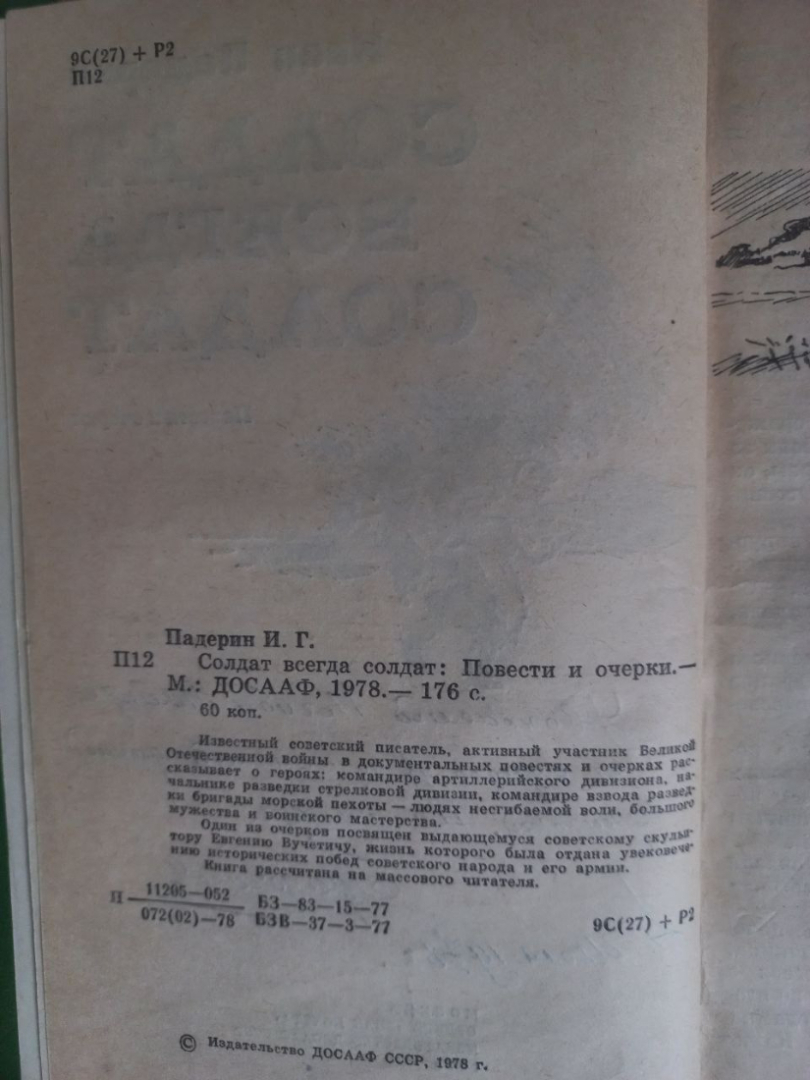 9С(27) + Р2
П12
Падерин И. Г.
П12 Солдат всегда солдат: Повести и очерки.—
М.: ДОСААФ, 1978.— 176 с.
60 коп.
Известный советский писатель, активный участник Великой
Отечественной войны в документальных повестях и очерках рас-
сказывает о героях: командире артиллерийского дивизиона, на-
чальнике разведки стрелковой дивизии, командире взвода развед-
ки бригады морской пехоты — людях несгибаемой воли, большого
мужества и воинского мастерства.
Один из очерков посвящен выдающемуся советскому скульп-
тору Евгению Вучетичу, жизнь которого была отдана увековече-
нию исторических побед советского народа и его армии.
Книга рассчитана на массового читателя.
П 11205—052 БЗ—83—15—77
072(02)—78 БЗВ—37—3—77
9С(27) + Р2
© Издательство ДОСААФ СССР, 1978 г.